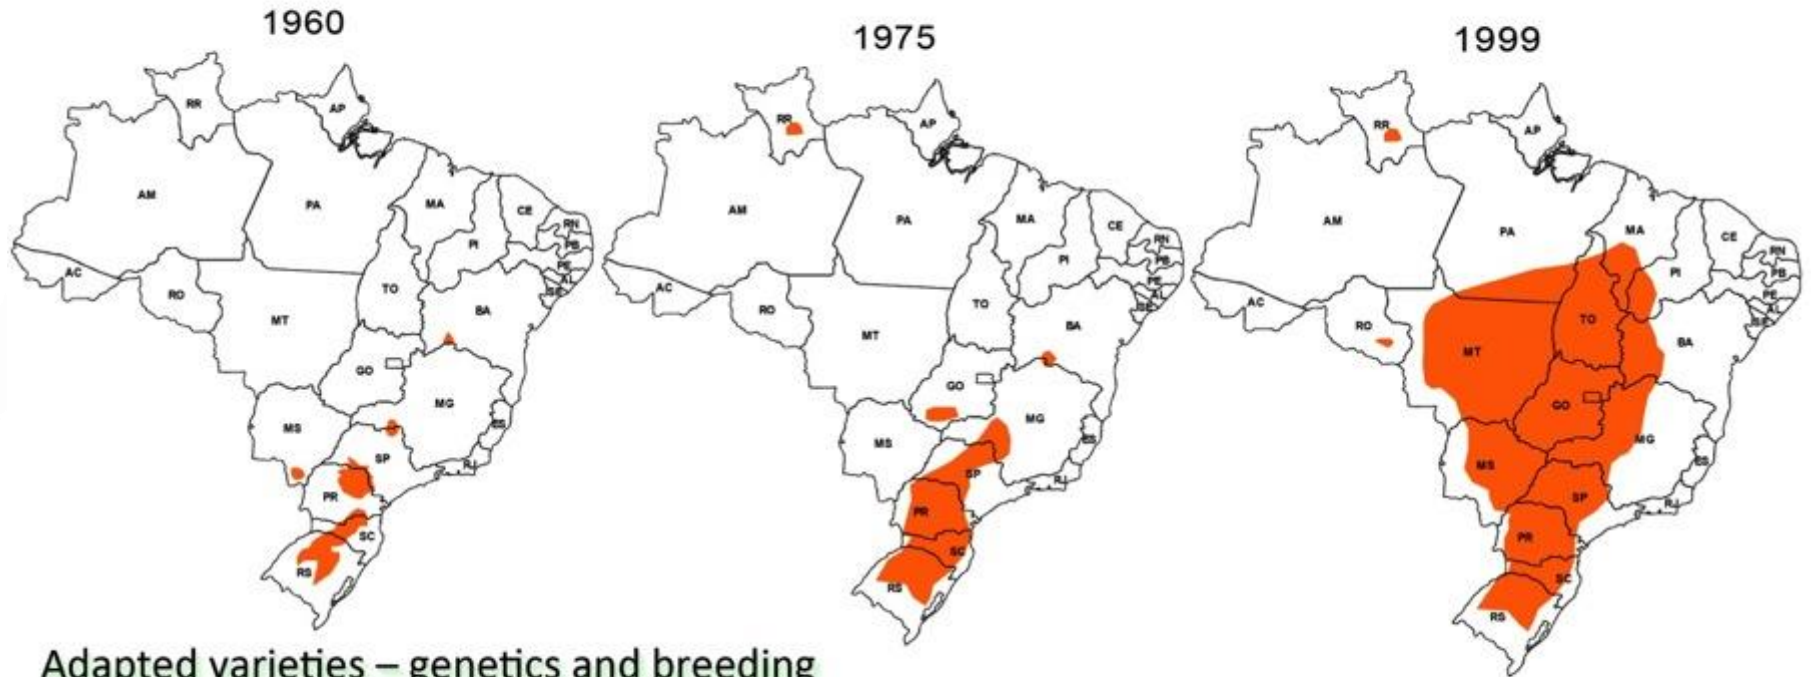 1960 1975 1999
RR AP AM PA MA CE RN PI PB PE AL SE AC RO TO BA MT GO MG MS ES SP RJ PR SC RS
RR AP AM PA MA CE RN PI PB PE AL SE AC RO TO BA MT GO MG MS ES SP RJ PR SC RS
RR AP AM PA MA CE RN PI PB PE AL SE AC RO TO BA MT GO MG MS ES SP RJ PR SC RS
Adapted varieties – genetics and breeding